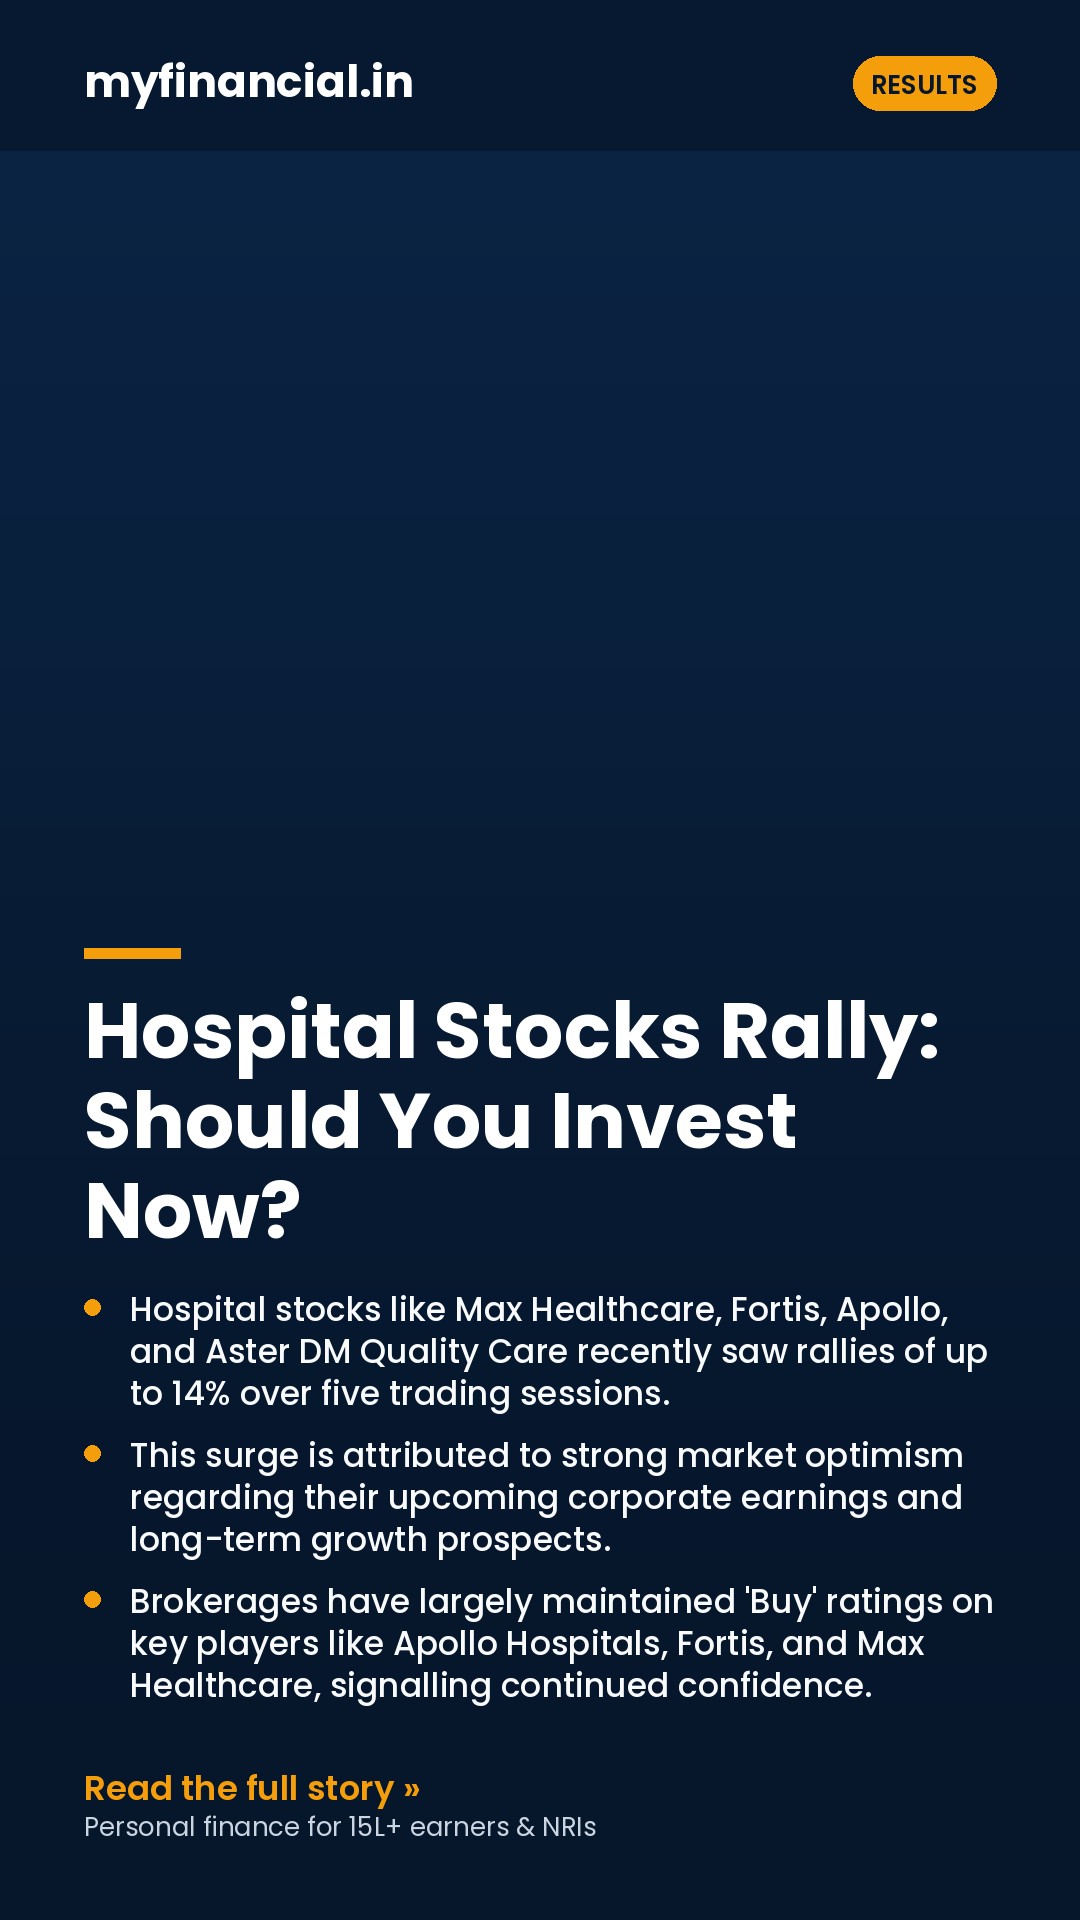 myfinancial.in
RESULTS
Hospital Stocks Rally:
Should You Invest
Now?
Hospital stocks like Max Healthcare, Fortis, Apollo,
and Aster DM Quality Care recently saw rallies of up
to 14% over five trading sessions.
This surge is attributed to strong market optimism
regarding their upcoming corporate earnings and
long-term growth prospects.
Brokerages have largely maintained 'Buy' ratings on
key players like Apollo Hospitals, Fortis, and Max
Healthcare, signalling continued confidence.
Read the full story »
Personal finance for 15L+ earners & NRIs